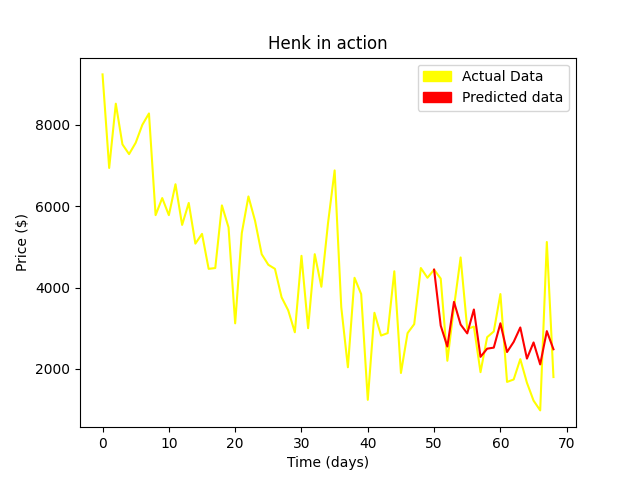 Henk in action
Actual Data
Predicted data
Price ($)
8000
6000
4000
2000
0 10 20 30 40 50 60 70
Time (days)